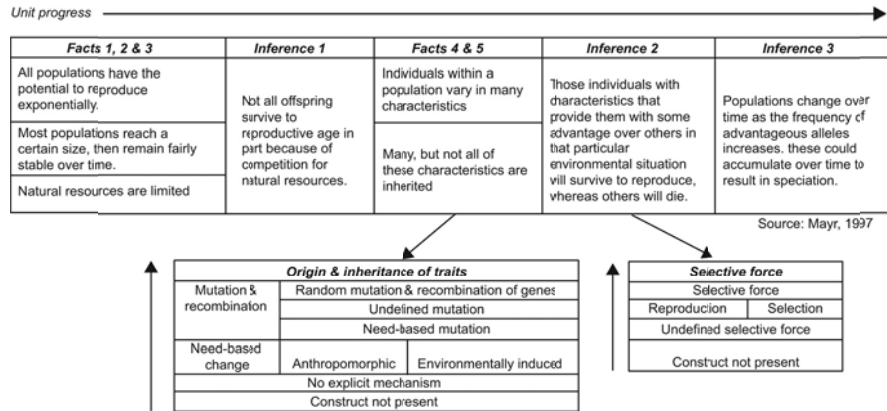 Unit progress
Facts 1, 2 & 3
Inference 1
Facts 4 & 5
Inference 2
Inference 3
All populations have the
potential to reproduce
exponentially.
Most populations reach a
certain size, then remain fairly
stable over time.
Natural resources are limited
Not all offspring
survive to
reproductive age in
part because of
competition for
natural resources.
Individuals within a
population vary in many
characteristics
Many, but not all of
these characteristics are
inherited
Those individuals with
characteristics that
provide them with some
advantage over others in
that particular
environmental situation
will survive to reproduce,
whereas others will die.
Populations change over
time as the frequency of
advantageous alleles
increases. these could
accumulate over time to
result in speciation.
Source: Mayr, 1997
Origin & inheritance of traits
Mutation &
recombination
Random mutation & recombination of genes
Undefined mutation
Need-based mutation
Need-based
change
Anthropomorphic
Environmentally induced
No explicit mechanism
Construct not present
Selective force
Selective force
Reproduction
Selection
Undefined selective force
Construct not present